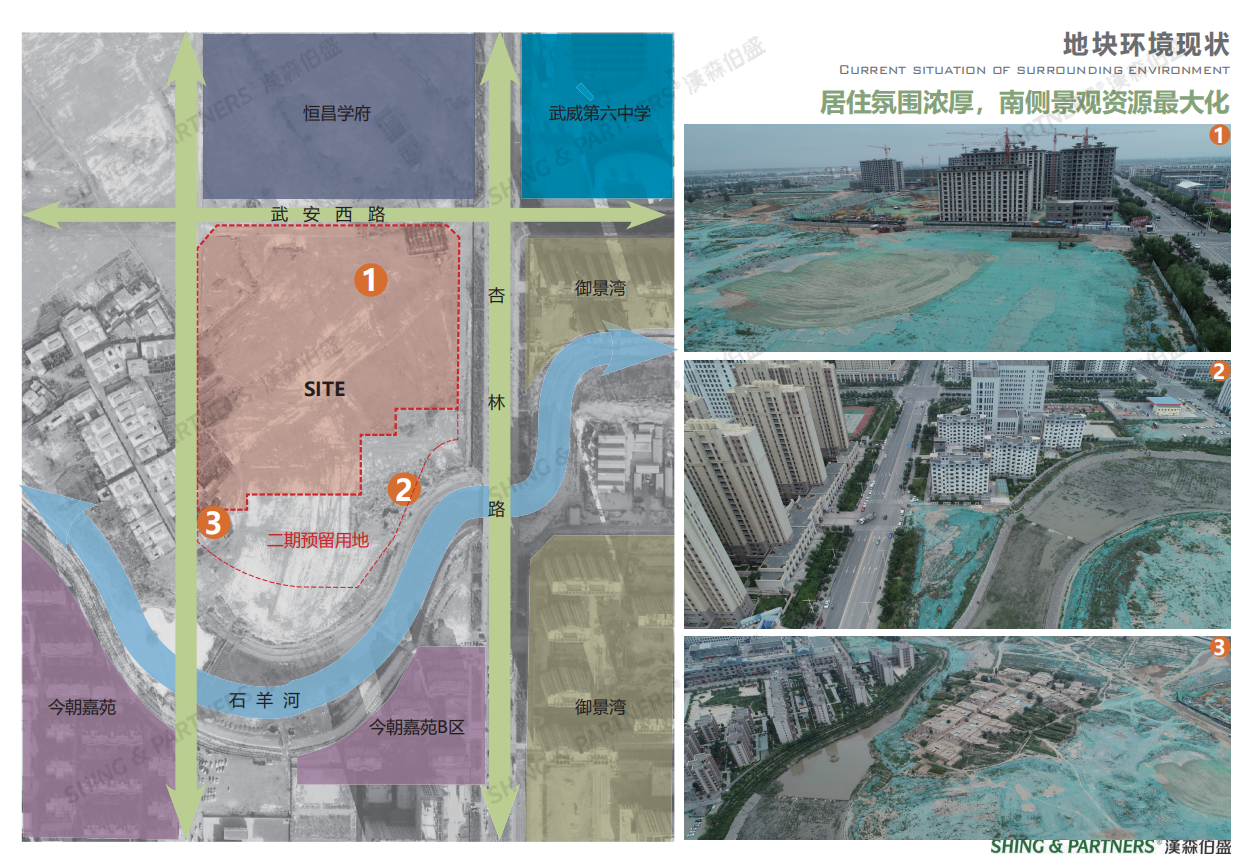 地块环境现状
CURRENT SITUATION OF SURROUNDING ENVIRONMENT
居住氛围浓厚，南侧景观资源最大化
恒昌学府
武威第六中学
武安西路
1
御景湾
杏林路
SITE
2
3
二期预留用地
石羊河
今朝嘉苑
今朝嘉苑B区
御景湾
1
2
3
SHING & PARTNERS®漢森伯盛